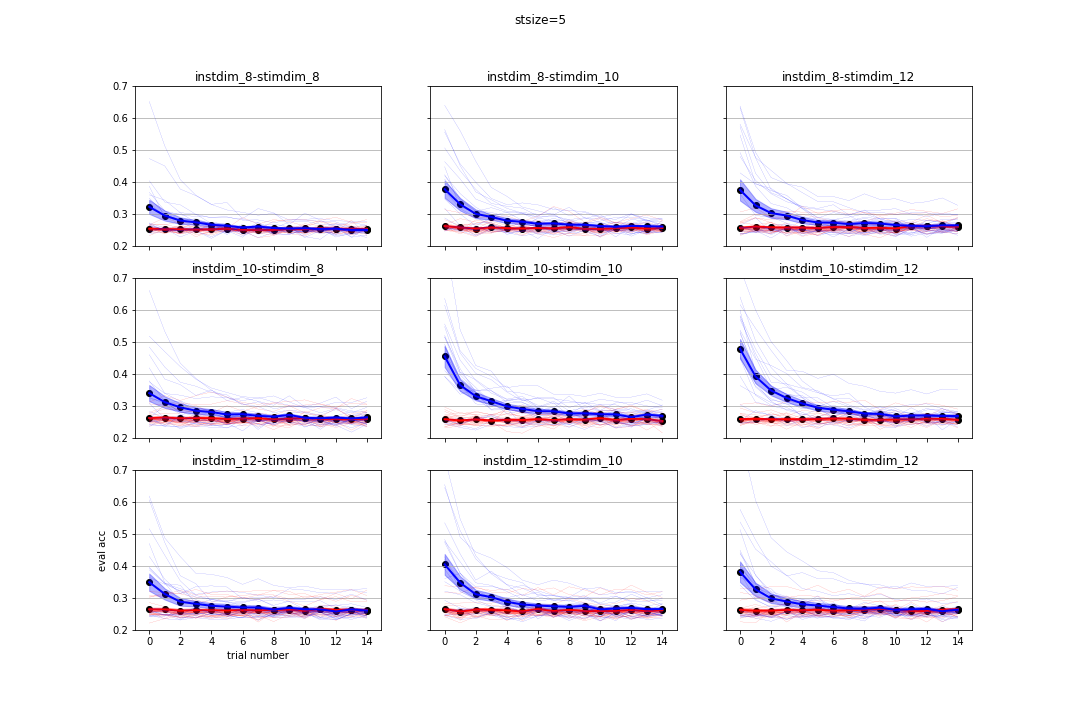 stsize=5
instdim_8-stimdim_8
instdim_8-stimdim_10
instdim_8-stimdim_12
0.7
0.6
0.5
0.4
0.3
0.2
instdim_10-stimdim_8
instdim_10-stimdim_10
instdim_10-stimdim_12
0.7
0.6
0.5
0.4
0.3
0.2
instdim_12-stimdim_8
instdim_12-stimdim_10
instdim_12-stimdim_12
0.7
0.6
0.5
0.4
0.3
0.2
eval acc
0 2 4 6 8 10 12 14
0 2 4 6 8 10 12 14
0 2 4 6 8 10 12 14
trial number